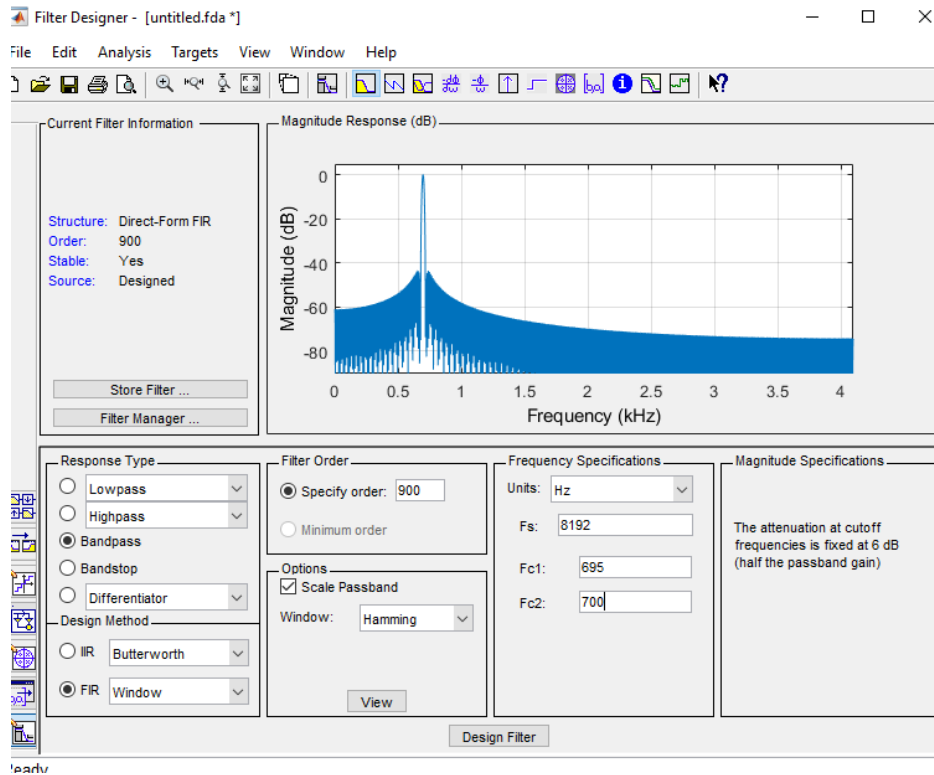 Filter Designer - [untitled.fda *]
File Edit Analysis Targets View Window Help
Current Filter Information
Structure: Direct-Form FIR
Order: 900
Stable: Yes
Source: Designed
Store Filter ...
Filter Manager ...
Magnitude Response (dB)
Magnitude (dB)
0
-20
-40
-60
-80
0 0.5 1 1.5 2 2.5 3 3.5 4
Frequency (kHz)
Response Type
Lowpass
Highpass
Bandpass
Bandstop
Differentiator
Design Method
IIR Butterworth
FIR Window
Filter Order
Specify order: 900
Minimum order
Options
Scale Passband
Window: Hamming
View
Frequency Specifications
Units: Hz
Fs: 8192
Fc1: 695
Fc2: 700
Magnitude Specifications
The attenuation at cutoff
frequencies is fixed at 6 dB
(half the passband gain)
Design Filter
Ready